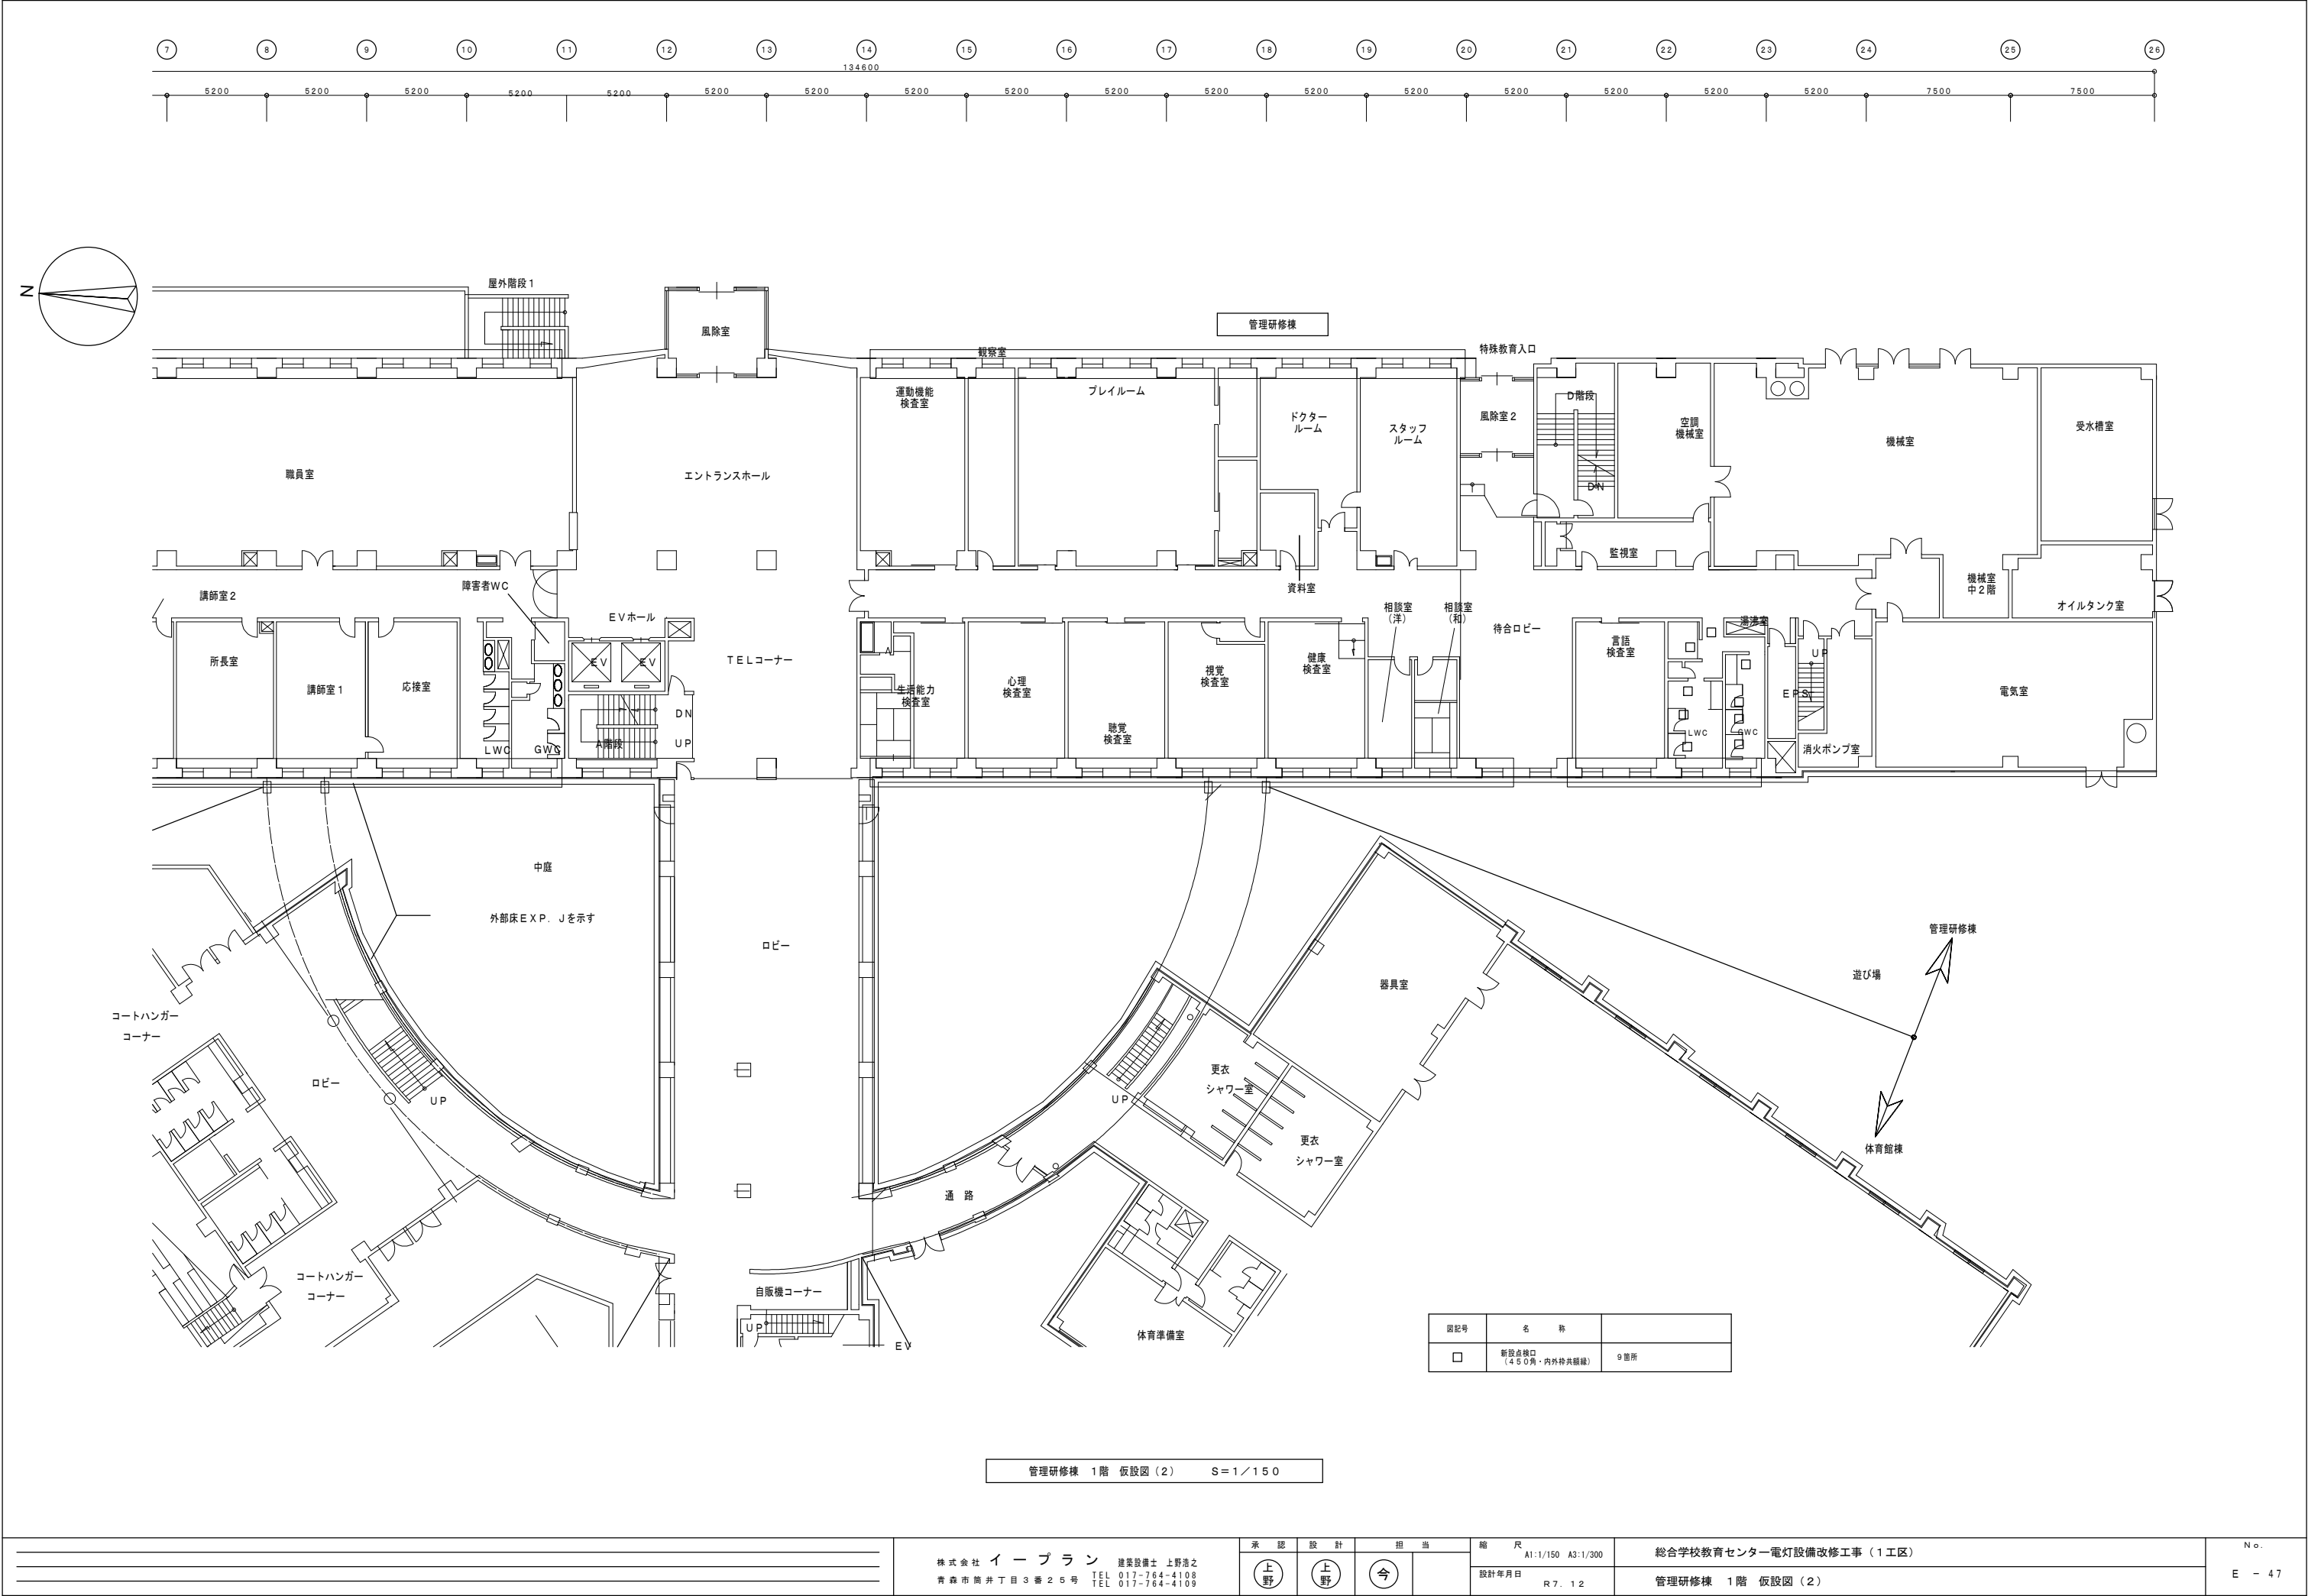 7 8 9 10 11 12 13 14 15 16 17 18 19 20 21 22 23 24 25 26
134600
5200 5200 5200 5200 5200 5200 5200 5200 5200 5200 5200 5200 5200 5200 5200 5200 5200 7500 7500
N
屋外階段1
風除室
管理研修棟
観察室
特殊教育入口
運動機能
検査室
プレイルーム
ドクター
ルーム
スタッフ
ルーム
風除室2
D階段
空調
機械室
機械室
受水槽室
職員室
エントランスホール
DN
監視室
講師室2
障害者WC
EVホール
資料室
相談室
(洋)
相談室
(和)
待合ロビー
機械室
中2階
オイルタンク室
湯沸室
所長室
講師室1
応接室
EV
EV
TELコーナー
生活能力
検査室
心理
検査室
聴覚
検査室
視覚
検査室
健康
検査室
言語
検査室
UP
EPS
電気室
DN
UP
LWC
GWC
A階段
LWC
GWC
消火ポンプ室
中庭
外部床EXP.Jを示す
ロビー
管理研修棟
遊び場
器具室
コートハンガー
コーナー
ロビー
UP
UP
更衣
シャワー室
更衣
シャワー室
体育館棟
通 路
コートハンガー
コーナー
自販機コーナー
UP
EV
体育準備室
図記号 名 称
新設点検口
(450角・内外枠共額縁)
9箇所
管理研修棟 1階 仮設図(2) S=1/150
株式会社 イープラン 建築設備士 上野浩之
青森市筒井丁目3番25号 TEL 017-764-4108
TEL 017-764-4109
承 認 設 計 担 当
上野 上野 今
縮 尺 A1:1/150 A3:1/300
設計年月日 R7. 12
総合学校教育センター電灯設備改修工事(1工区)
管理研修棟 1階 仮設図(2)
No.
E - 47